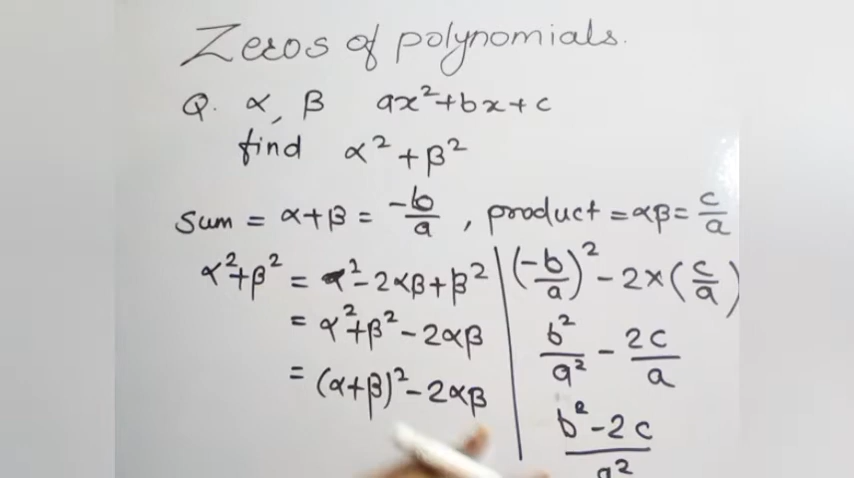 Zeros of polynomials.
Q. α, β ax²+bx+c
find α²+β²
Sum = α+β = -b/a , product = αβ = c/a
α²+β² = α²-2αβ+β²
= α²+β²-2αβ
= (α+β)²-2αβ
(-b/a)²-2×(c/a)
b²/a² - 2c/a
b²-2c/a²